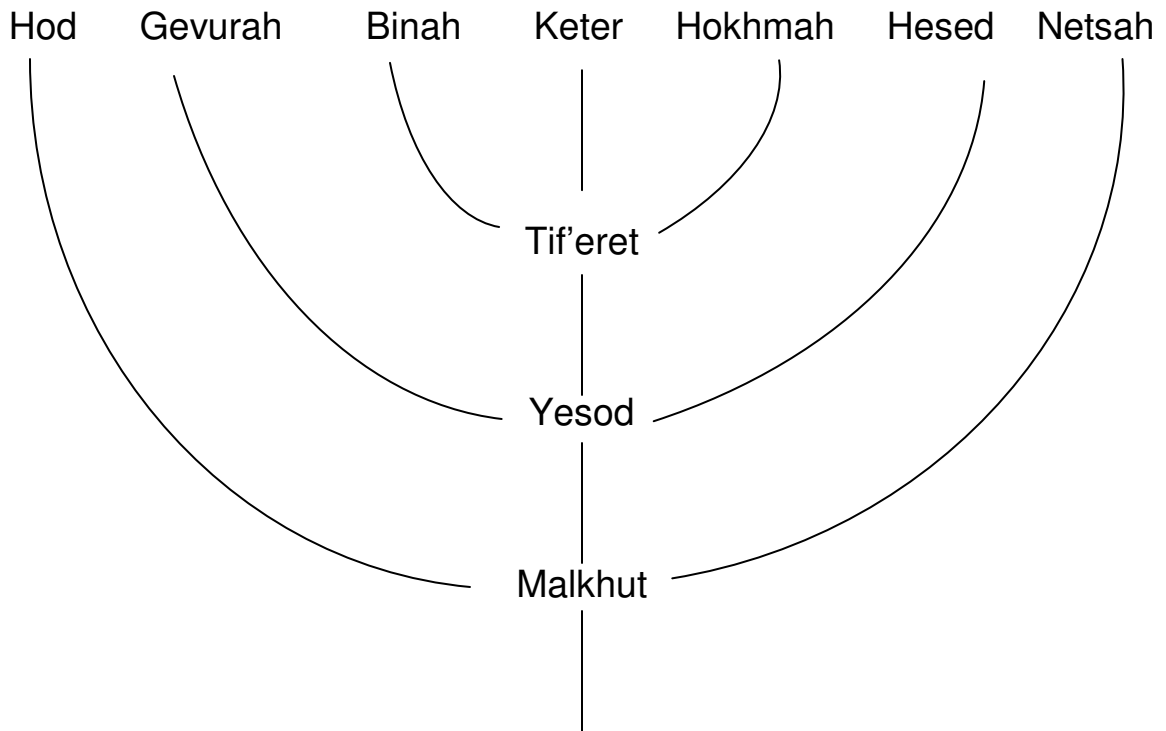 Hod Gevurah Binah Keter Hokhmah Hesed Netsah
Tif’eret
Yesod
Malkhut